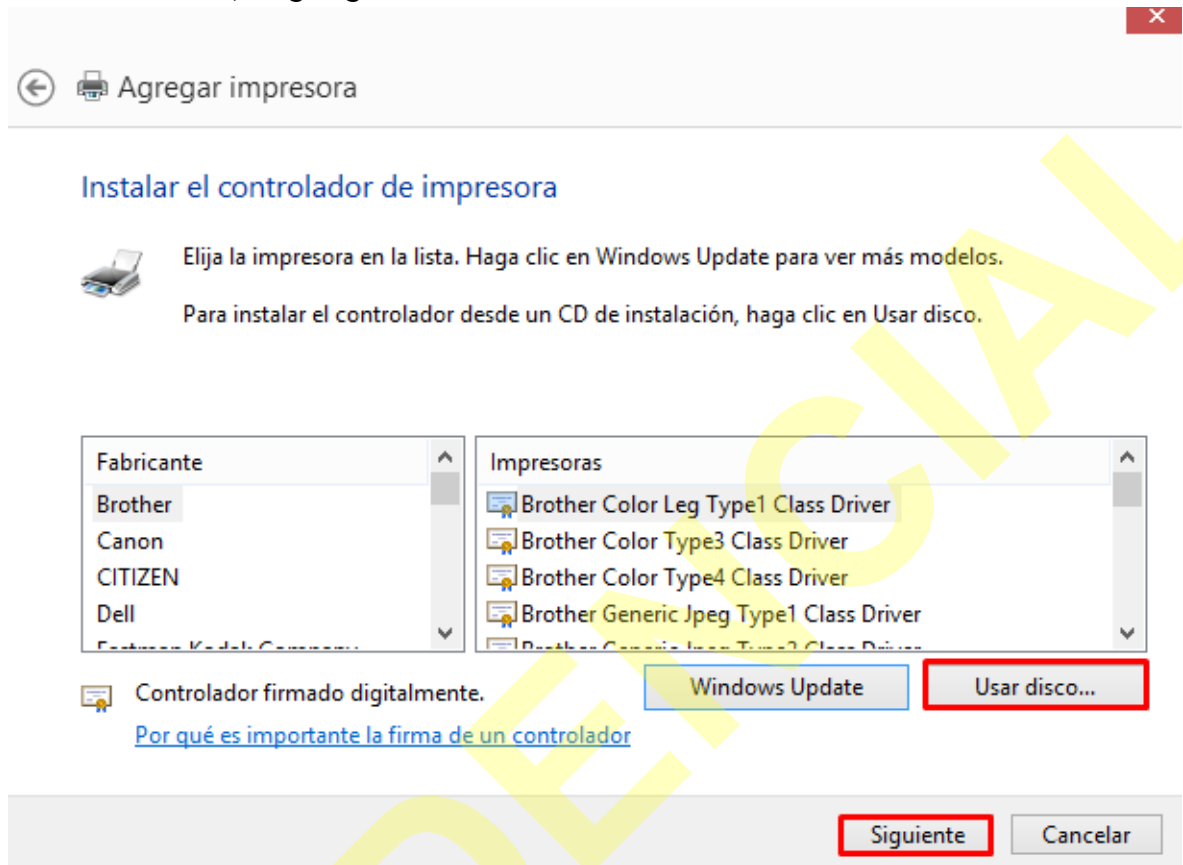 Agregar impresora
Instalar el controlador de impresora
Elija la impresora en la lista. Haga clic en Windows Update para ver más modelos.
Para instalar el controlador desde un CD de instalación, haga clic en Usar disco.
Fabricante
Brother
Canon
CITIZEN
Dell
Impresoras
Brother Color Leg Type1 Class Driver
Brother Color Type3 Class Driver
Brother Color Type4 Class Driver
Brother Generic Jpeg Type1 Class Driver
Controlador firmado digitalmente.
Por qué es importante la firma de un controlador
Windows Update
Usar disco...
Siguiente
Cancelar
DENCIAL